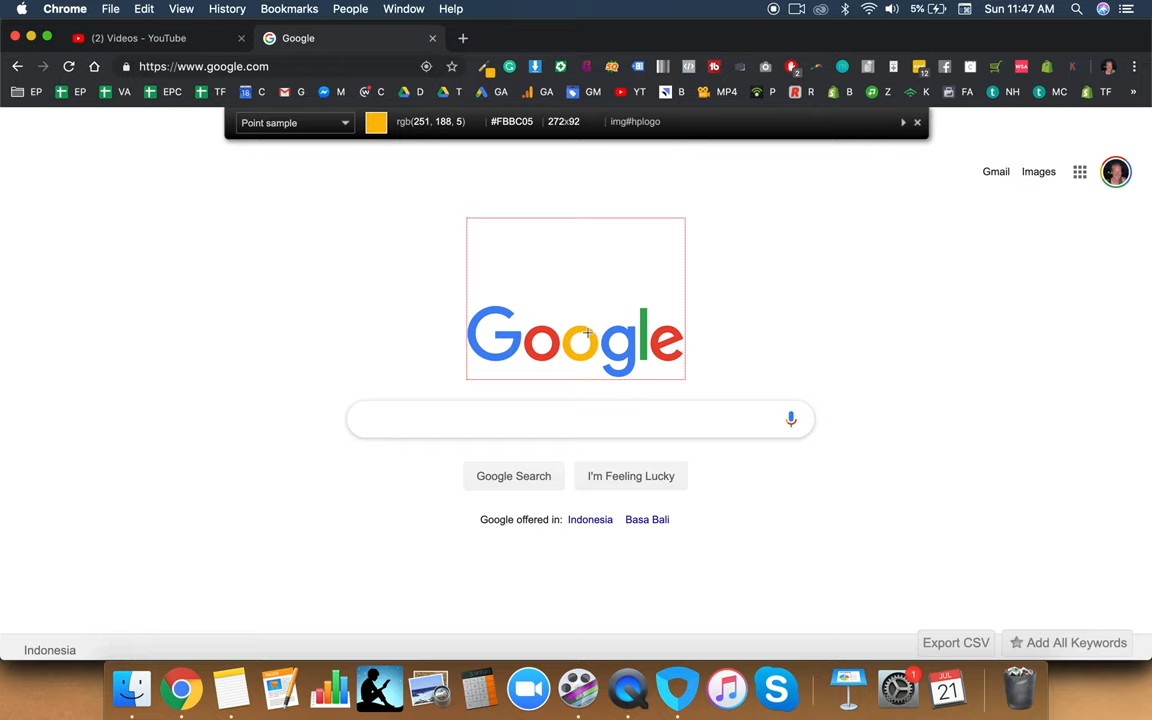 Chrome File Edit View History Bookmarks People Window Help 5% Sun 11:47 AM
(2) Videos - YouTube Google
https://www.google.com
EP EP VA EPC TF C G M C D T GA GA GM YT B MP4 P R R B Z K FA NH MC TF »
Point sample rgb(251, 188, 5) #FBBC05 272x92 img#hplogo
Gmail Images
Google
Google Search I'm Feeling Lucky
Google offered in: Indonesia Basa Bali
Indonesia Export CSV Add All Keywords
JUL
21